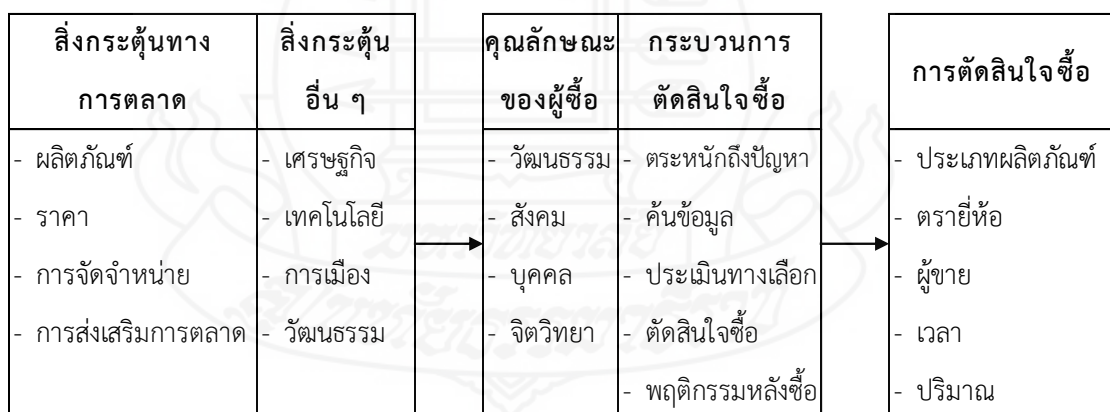 สิ่งกระตุ้นทาง
การตลาด
- ผลิตภัณฑ์
- ราคา
- การจัดจำหน่าย
- การส่งเสริมการตลาด
สิ่งกระตุ้น
อื่น ๆ
- เศรษฐกิจ
- เทคโนโลยี
- การเมือง
- วัฒนธรรม
คุณลักษณะ
ของผู้ซื้อ
- วัฒนธรรม
- สังคม
- บุคคล
- จิตวิทยา
กระบวนการ
ตัดสินใจซื้อ
- ตระหนักถึงปัญหา
- ค้นข้อมูล
- ประเมินทางเลือก
- ตัดสินใจซื้อ
- พฤติกรรมหลังซื้อ
การตัดสินใจซื้อ
- ประเภทผลิตภัณฑ์
- ตรายี่ห้อ
- ผู้ขาย
- เวลา
- ปริมาณ